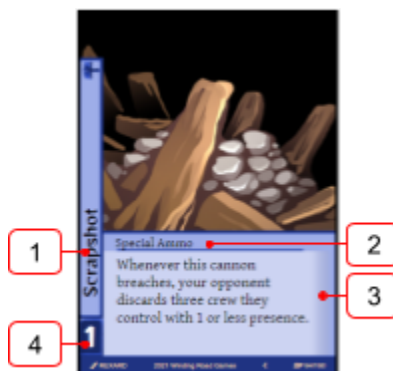 Scrapshot
1
2
Special Ammo
Whenever this cannon
breaches, your opponent
discards three crew they
control with 1 or less presence.
3
4
1
2021 Winding Road Games